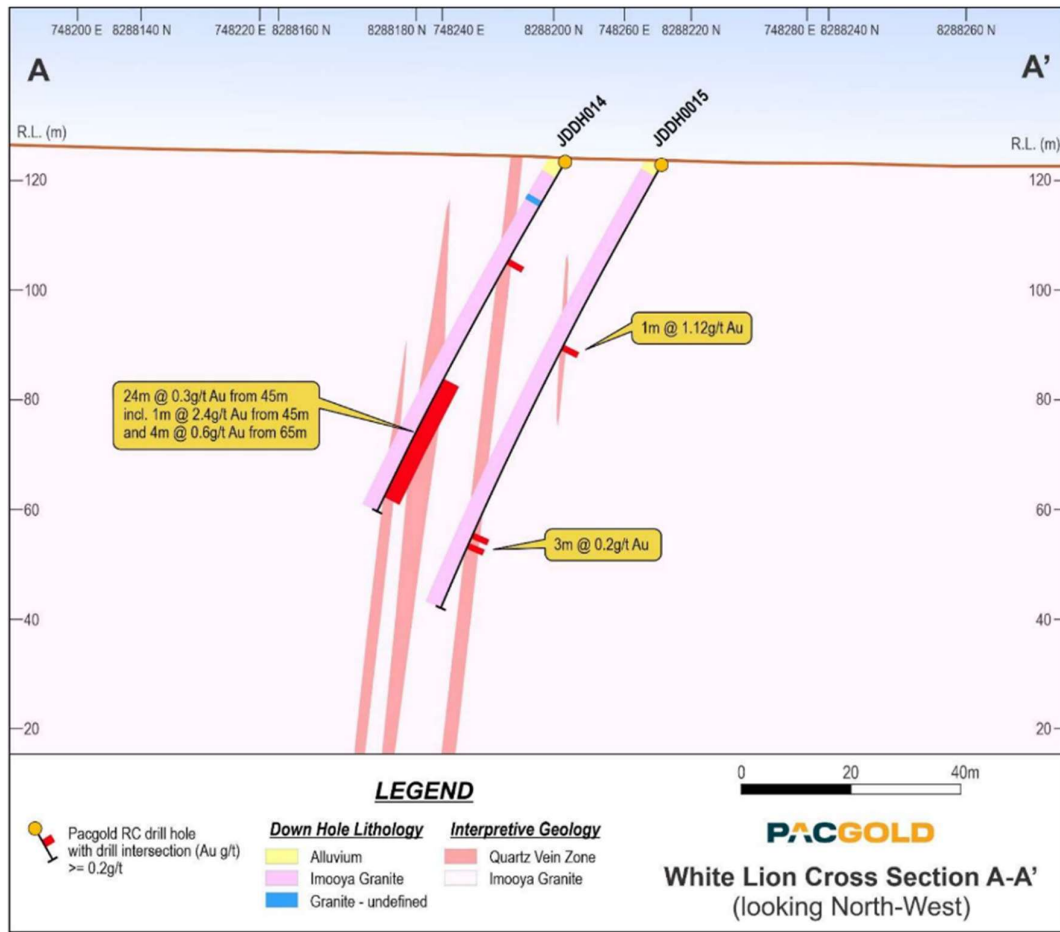 748200 E 8288140 N 748220 E 8288160 N 8288180 N 748240 E 8288200 N 748260 E 8288220 N 748280 E 8288240 N 8288260 N
A A'
JDDH014 JDDH0015
R.L. (m) R.L. (m)
120 120
100 100
1m @ 1.12g/t Au
80 80
24m @ 0.3g/t Au from 45m
incl. 1m @ 2.4g/t Au from 45m
and 4m @ 0.6g/t Au from 65m
60 60
3m @ 0.2g/t Au
40 40
20 20
LEGEND
Pacgold RC drill hole
with drill intersection (Au g/t)
>= 0.2g/t
Down Hole Lithology
Alluvium
Imooya Granite
Granite - undefined
Interpretive Geology
Quartz Vein Zone
Imooya Granite
0 20 40m
PACGOLD
White Lion Cross Section A-A'
(looking North-West)